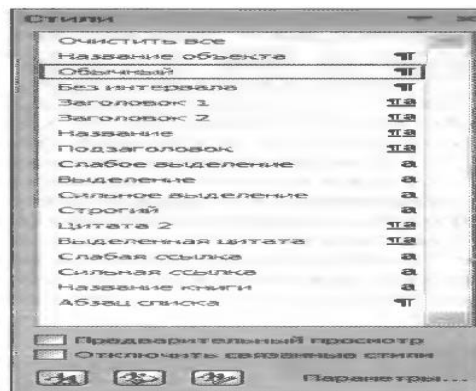 Стили
Очистить все
Название объекта ¶
Обычный ¶
Без интервала ¶
Заголовок 1 ¶a
Заголовок 2 ¶a
Название ¶a
Подзаголовок ¶a
Слабое выделение a
Выделение a
Сильное выделение a
Строгий a
Цитата 2 ¶a
Выделенная цитата ¶a
Слабая ссылка a
Сильная ссылка a
Название книги a
Абзац списка ¶
Предварительный просмотр
Отключить связанные стили
Параметры...